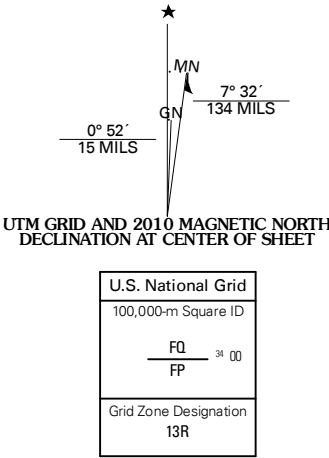 MN
7° 32´
134 MILS
GN
0° 52´
15 MILS
UTM GRID AND 2010 MAGNETIC NORTH
DECLINATION AT CENTER OF SHEET
U.S. National Grid
100,000-m Square ID
FQ
34 00
FP
Grid Zone Designation
13R